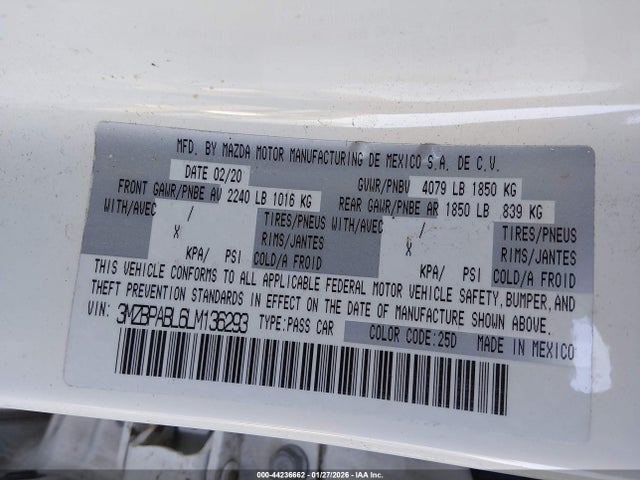 MFD. BY MAZDA MOTOR MANUFACTURING DE MEXICO S.A. DE C.V.
DATE 02/20 GVWR/PNBV 4079 LB 1850 KG
FRONT GAWR/PNBE AV 2240 LB 1016 KG REAR GAWR/PNBE AR 1850 LB 839 KG
WITH/AVEC / TIRES/PNEUS WITH/AVEC / TIRES/PNEUS
X RIMS/JANTES X RIMS/JANTES
KPA/ PSI COLD/A FROID KPA/ PSI COLD/A FROID
THIS VEHICLE CONFORMS TO ALL APPLICABLE FEDERAL MOTOR VEHICLE SAFETY, BUMPER, AND
THEFT PREVENTION STANDARDS IN EFFECT ON THE DATE OF MANUFACTURE SHOWN ABOVE.
VIN: 3MZBPABL6LM136293 TYPE:PASS CAR COLOR CODE:25D MADE IN MEXICO
000-44236662 | 01/27/2026 | IAA Inc.